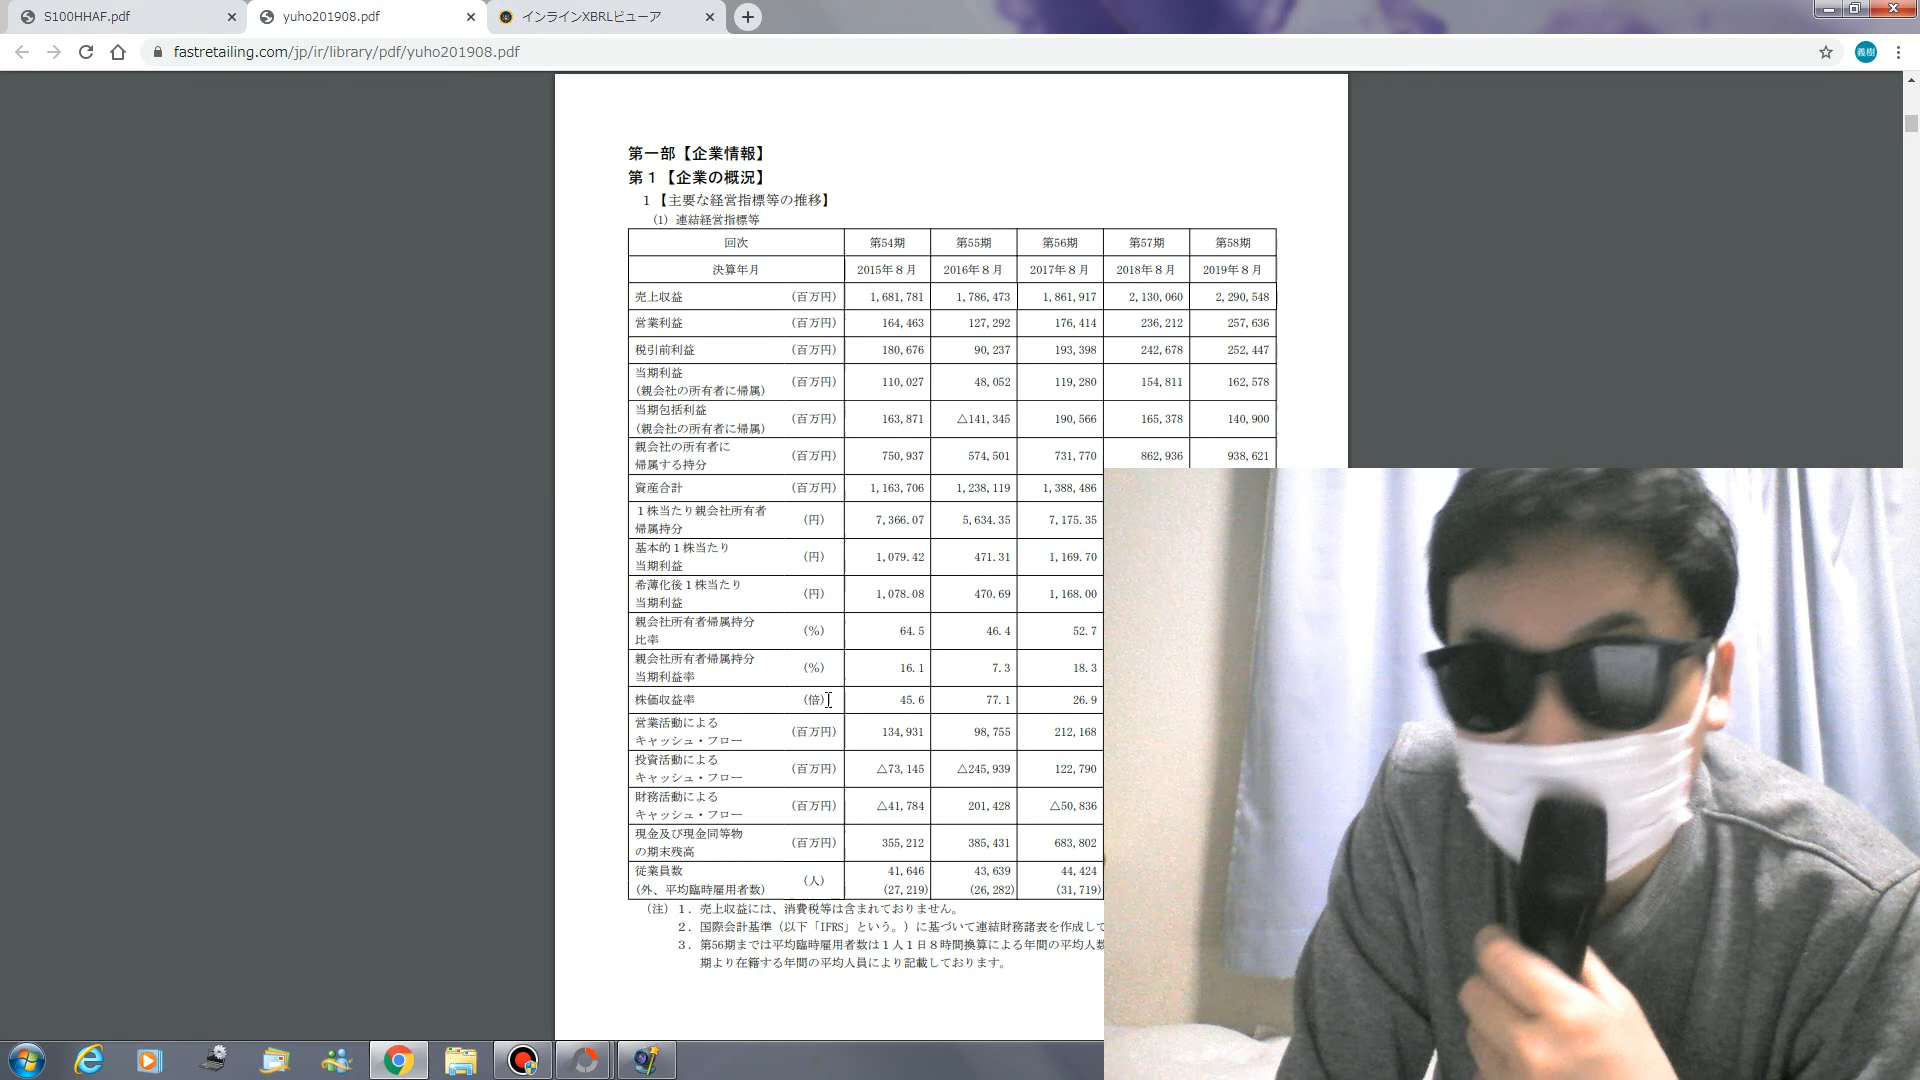 S100HHAF.pdf
yuho201908.pdf
インラインXBRLビューア
fastretailing.com/jp/ir/library/pdf/yuho201908.pdf
義樹
第一部【企業情報】
第1【企業の概況】
1【主要な経営指標等の推移】
(1) 連結経営指標等
回次 第54期 第55期 第56期 第57期 第58期
決算年月 2015年8月 2016年8月 2017年8月 2018年8月 2019年8月
売上収益 (百万円) 1,681,781 1,786,473 1,861,917 2,130,060 2,290,548
営業利益 (百万円) 164,463 127,292 176,414 236,212 257,636
税引前利益 (百万円) 180,676 90,237 193,398 242,678 252,447
当期利益
(親会社の所有者に帰属) (百万円) 110,027 48,052 119,280 154,811 162,578
当期包括利益
(親会社の所有者に帰属) (百万円) 163,871 △141,345 190,566 165,378 140,900
親会社の所有者に
帰属する持分 (百万円) 750,937 574,501 731,770 862,936 938,621
資産合計 (百万円) 1,163,706 1,238,119 1,388,486
1株当たり親会社所有者
帰属持分 (円) 7,366.07 5,634.35 7,175.35
基本的1株当たり
当期利益 (円) 1,079.42 471.31 1,169.70
希薄化後1株当たり
当期利益 (円) 1,078.08 470.69 1,168.00
親会社所有者帰属持分
比率 (%) 64.5 46.4 52.7
親会社所有者帰属持分
当期利益率 (%) 16.1 7.3 18.3
株価収益率 (倍) 45.6 77.1 26.9
営業活動による
キャッシュ・フロー (百万円) 134,931 98,755 212,168
投資活動による
キャッシュ・フロー (百万円) △73,145 △245,939 122,790
財務活動による
キャッシュ・フロー (百万円) △41,784 201,428 △50,836
現金及び現金同等物
の期末残高 (百万円) 355,212 385,431 683,802
従業員数 41,646 43,639 44,424
(外、平均臨時雇用者数) (人) (27,219) (26,282) (31,719)
(注) 1. 売上収益には、消費税等は含まれておりません。
2. 国際会計基準(以下「IFRS」という。)に基づいて連結財務諸表を作成して
3. 第56期までは平均臨時雇用者数は1人1日8時間換算による年間の平均人数
期より在籍する年間の平均人員により記載しております。